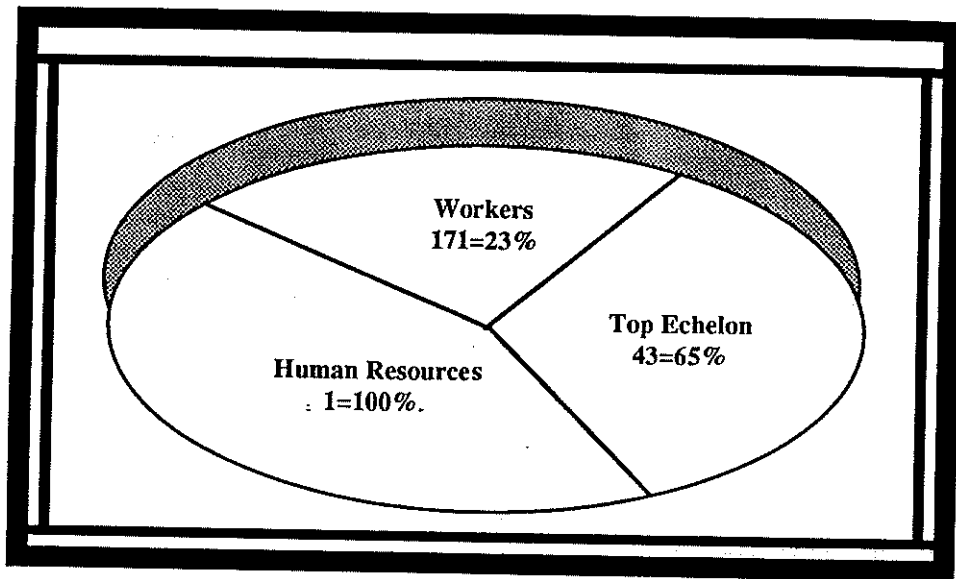 Workers
171=23%
Top Echelon
43=65%
Human Resources
1=100%.